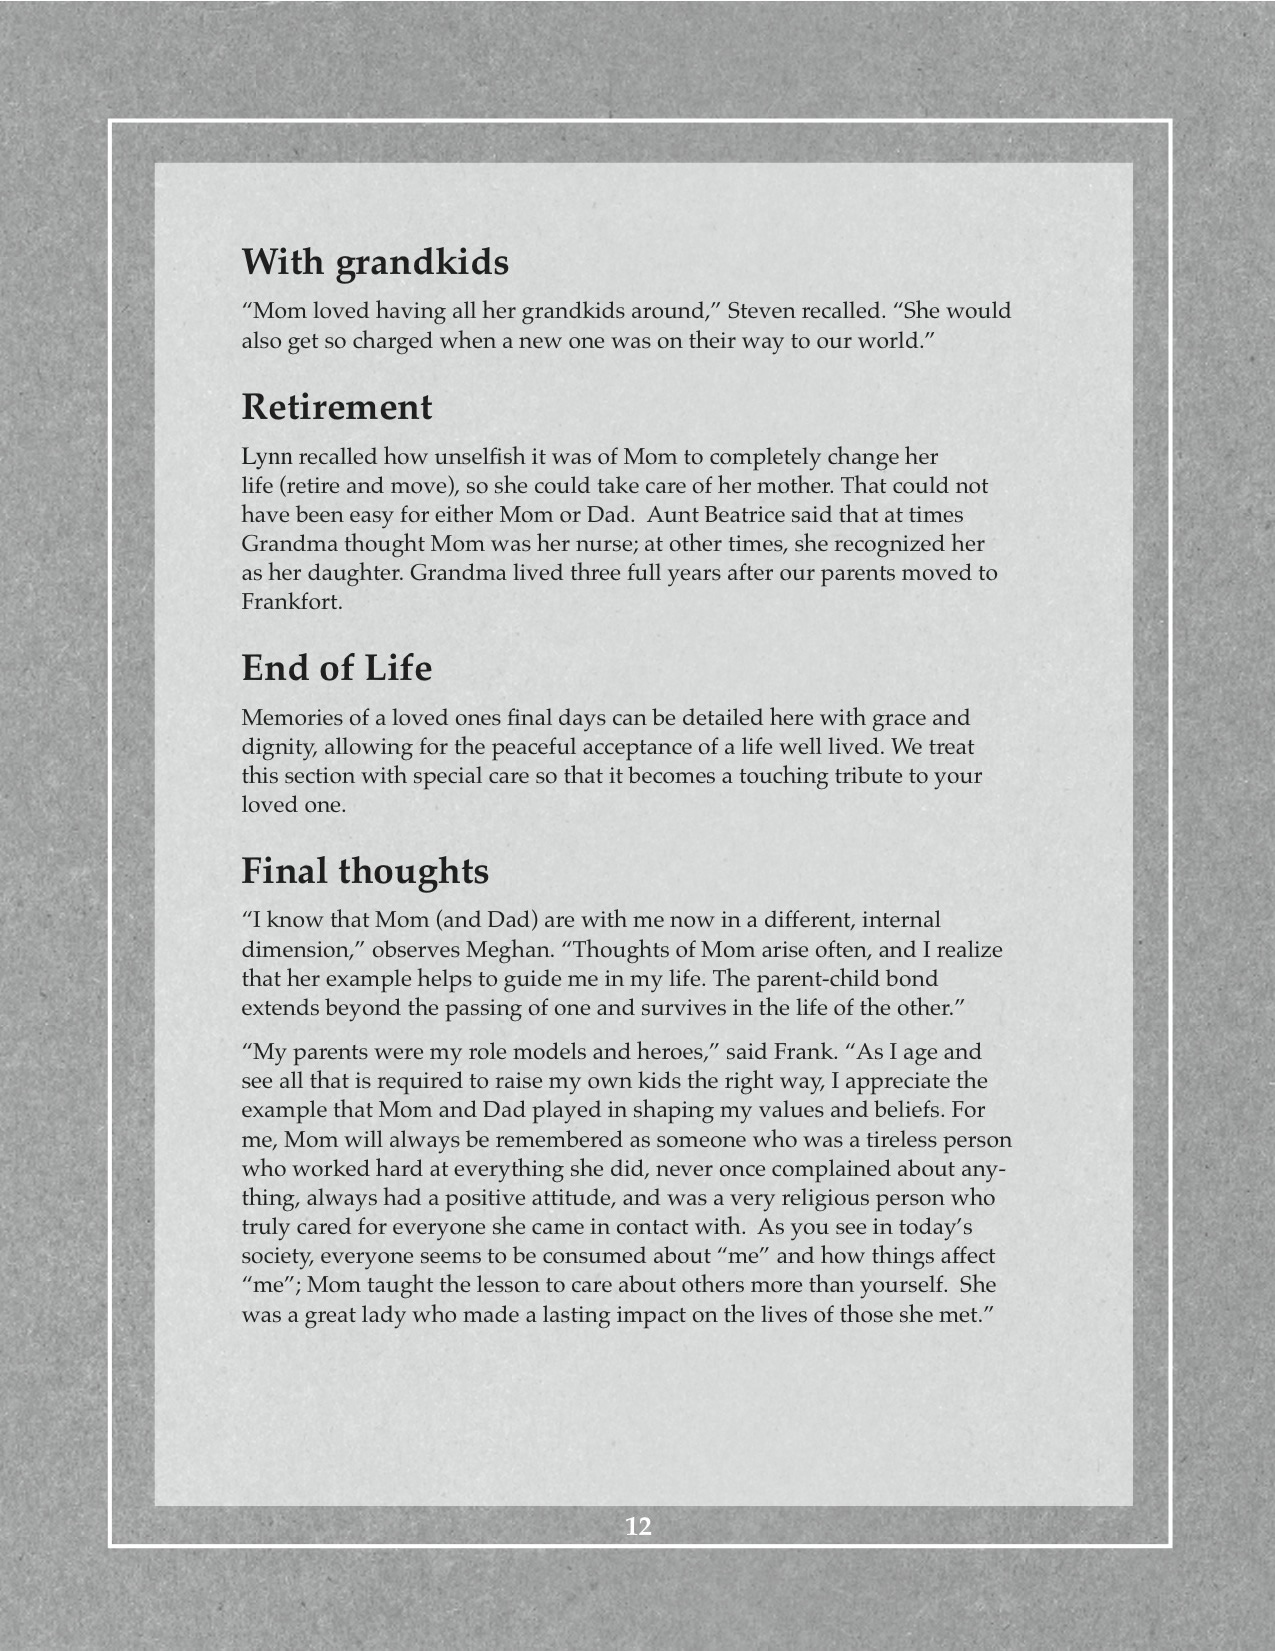 With grandkids
“Mom loved having all her grandkids around,” Steven recalled. “She would
also get so charged when a new one was on their way to our world.”
Retirement
Lynn recalled how unselfish it was of Mom to completely change her
life (retire and move), so she could take care of her mother. That could not
have been easy for either Mom or Dad.  Aunt Beatrice said that at times
Grandma thought Mom was her nurse; at other times, she recognized her
as her daughter. Grandma lived three full years after our parents moved to
Frankfort.
End of Life
Memories of a loved ones final days can be detailed here with grace and
dignity, allowing for the peaceful acceptance of a life well lived. We treat
this section with special care so that it becomes a touching tribute to your
loved one.
Final thoughts
“I know that Mom (and Dad) are with me now in a different, internal
dimension,” observes Meghan. “Thoughts of Mom arise often, and I realize
that her example helps to guide me in my life. The parent-child bond
extends beyond the passing of one and survives in the life of the other.”
“My parents were my role models and heroes,” said Frank. “As I age and
see all that is required to raise my own kids the right way, I appreciate the
example that Mom and Dad played in shaping my values and beliefs. For
me, Mom will always be remembered as someone who was a tireless person
who worked hard at everything she did, never once complained about any-
thing, always had a positive attitude, and was a very religious person who
truly cared for everyone she came in contact with.  As you see in today’s
society, everyone seems to be consumed about “me” and how things affect
“me”; Mom taught the lesson to care about others more than yourself.  She
was a great lady who made a lasting impact on the lives of those she met.”
12